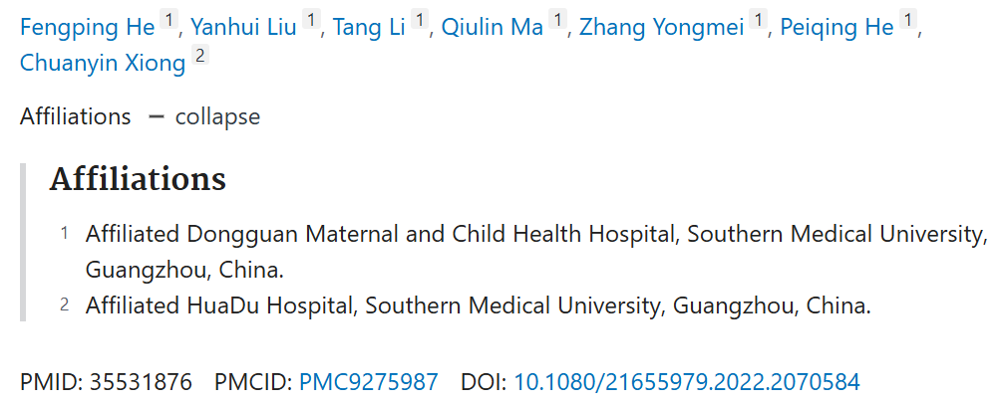 Fengping He 1, Yanhui Liu 1, Tang Li 1, Qiulin Ma 1, Zhang Yongmei 1, Peiqing He 1,
Chuanyin Xiong 2
Affiliations — collapse
Affiliations
1 Affiliated Dongguan Maternal and Child Health Hospital, Southern Medical University,
Guangzhou, China.
2 Affiliated HuaDu Hospital, Southern Medical University, Guangzhou, China.
PMID: 35531876 PMCID: PMC9275987 DOI: 10.1080/21655979.2022.2070584